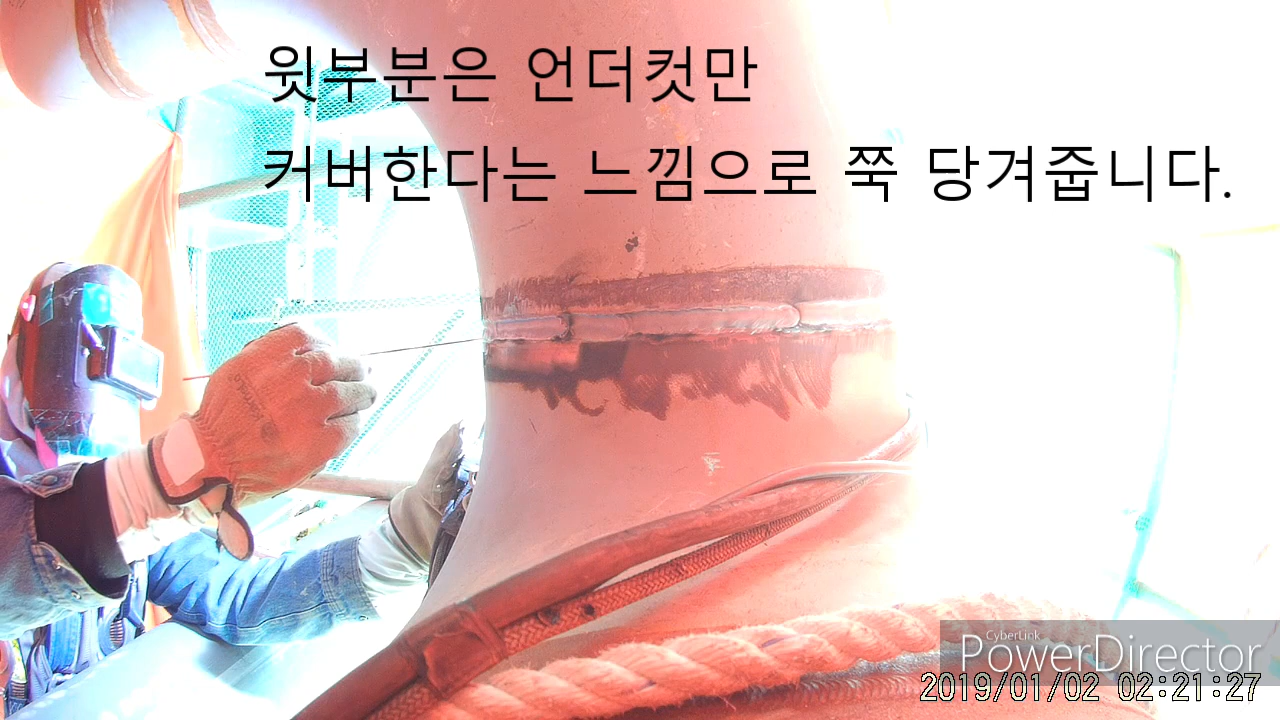 윗부분은 언더컷만
커버한다는 느낌으로 쭉 당겨줍니다.
CyberLink
PowerDirector
2019/01/02 02:21:27